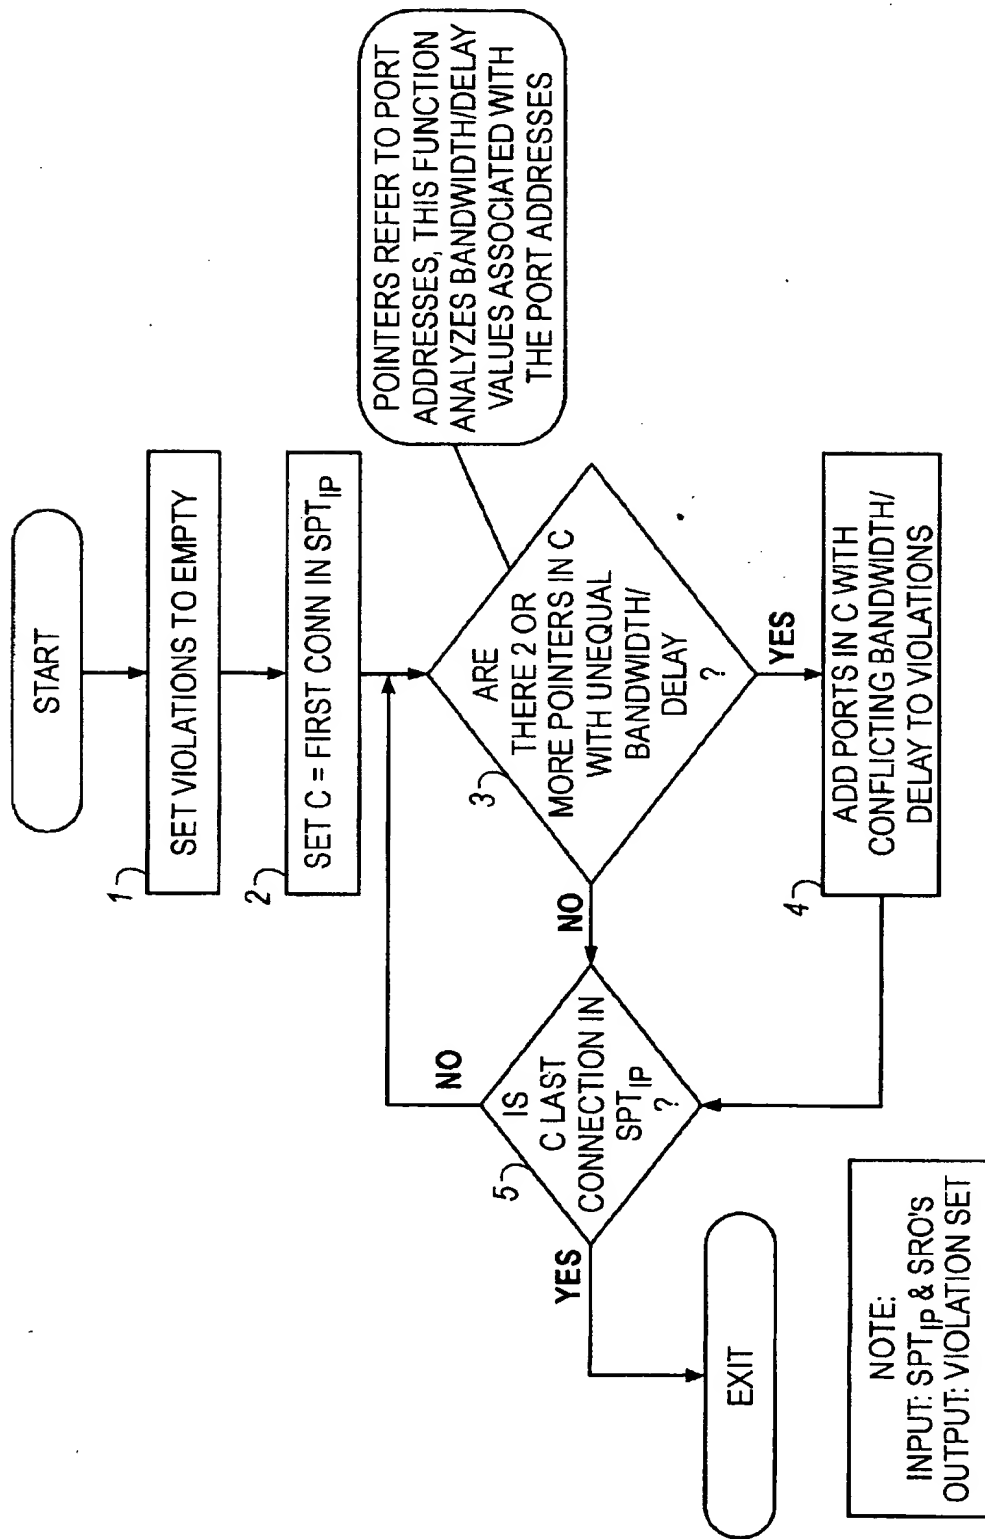 START
1
SET VIOLATIONS TO EMPTY
2
SET C = FIRST CONN IN SPTIP
POINTERS REFER TO PORT
ADDRESSES, THIS FUNCTION
ANALYZES BANDWIDTH/DELAY
VALUES ASSOCIATED WITH
THE PORT ADDRESSES
3
ARE
THERE 2 OR
MORE POINTERS IN C
WITH UNEQUAL
BANDWIDTH/
DELAY
?
YES
NO
4
ADD PORTS IN C WITH
CONFLICTING BANDWIDTH/
DELAY TO VIOLATIONS
5
IS
C LAST
CONNECTION IN
SPTIP
?
NO
YES
EXIT
NOTE:
INPUT: SPTIP & SRO'S
OUTPUT: VIOLATION SET